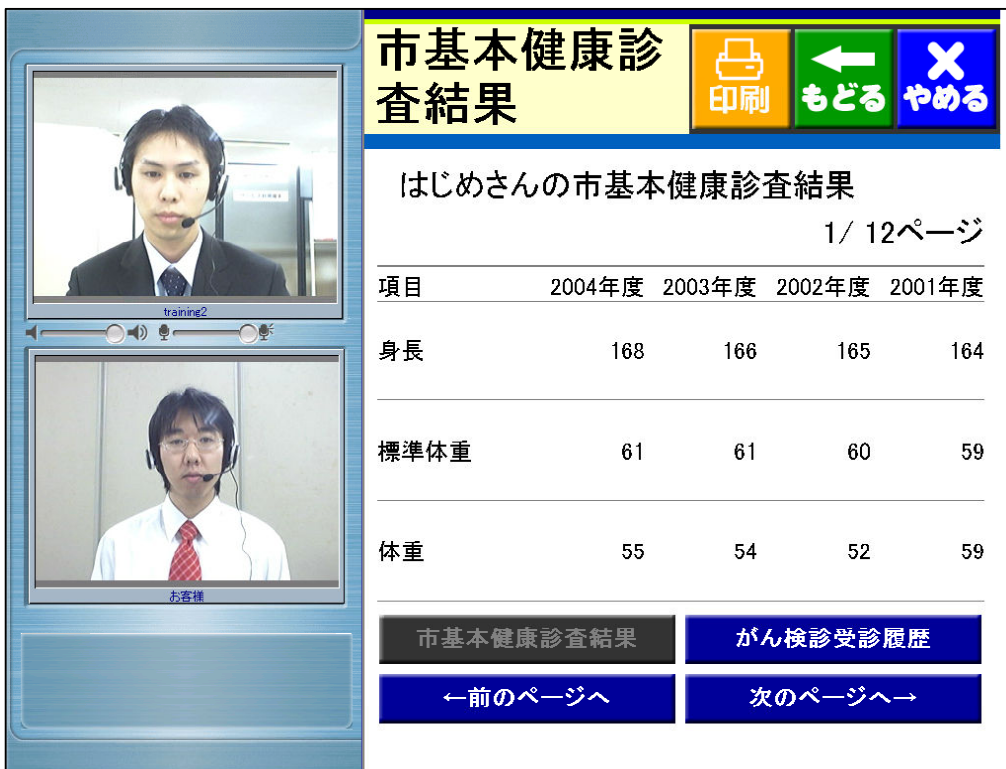 training2
お客様
市基本健康診
査結果
印刷
もどる
やめる
はじめさんの市基本健康診査結果
1/ 12ページ
項目 2004年度 2003年度 2002年度 2001年度
身長 168 166 165 164
標準体重 61 61 60 59
体重 55 54 52 59
市基本健康診査結果 がん検診受診履歴
←前のページへ 次のページへ→